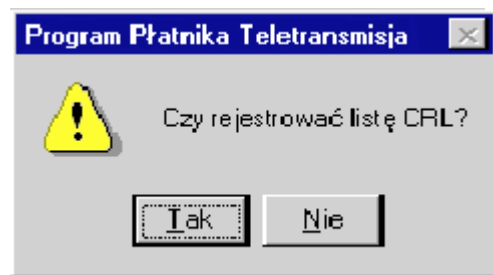 Program Płatnika Teletransmisja
Czy rejestrować listę CRL?
Tak Nie